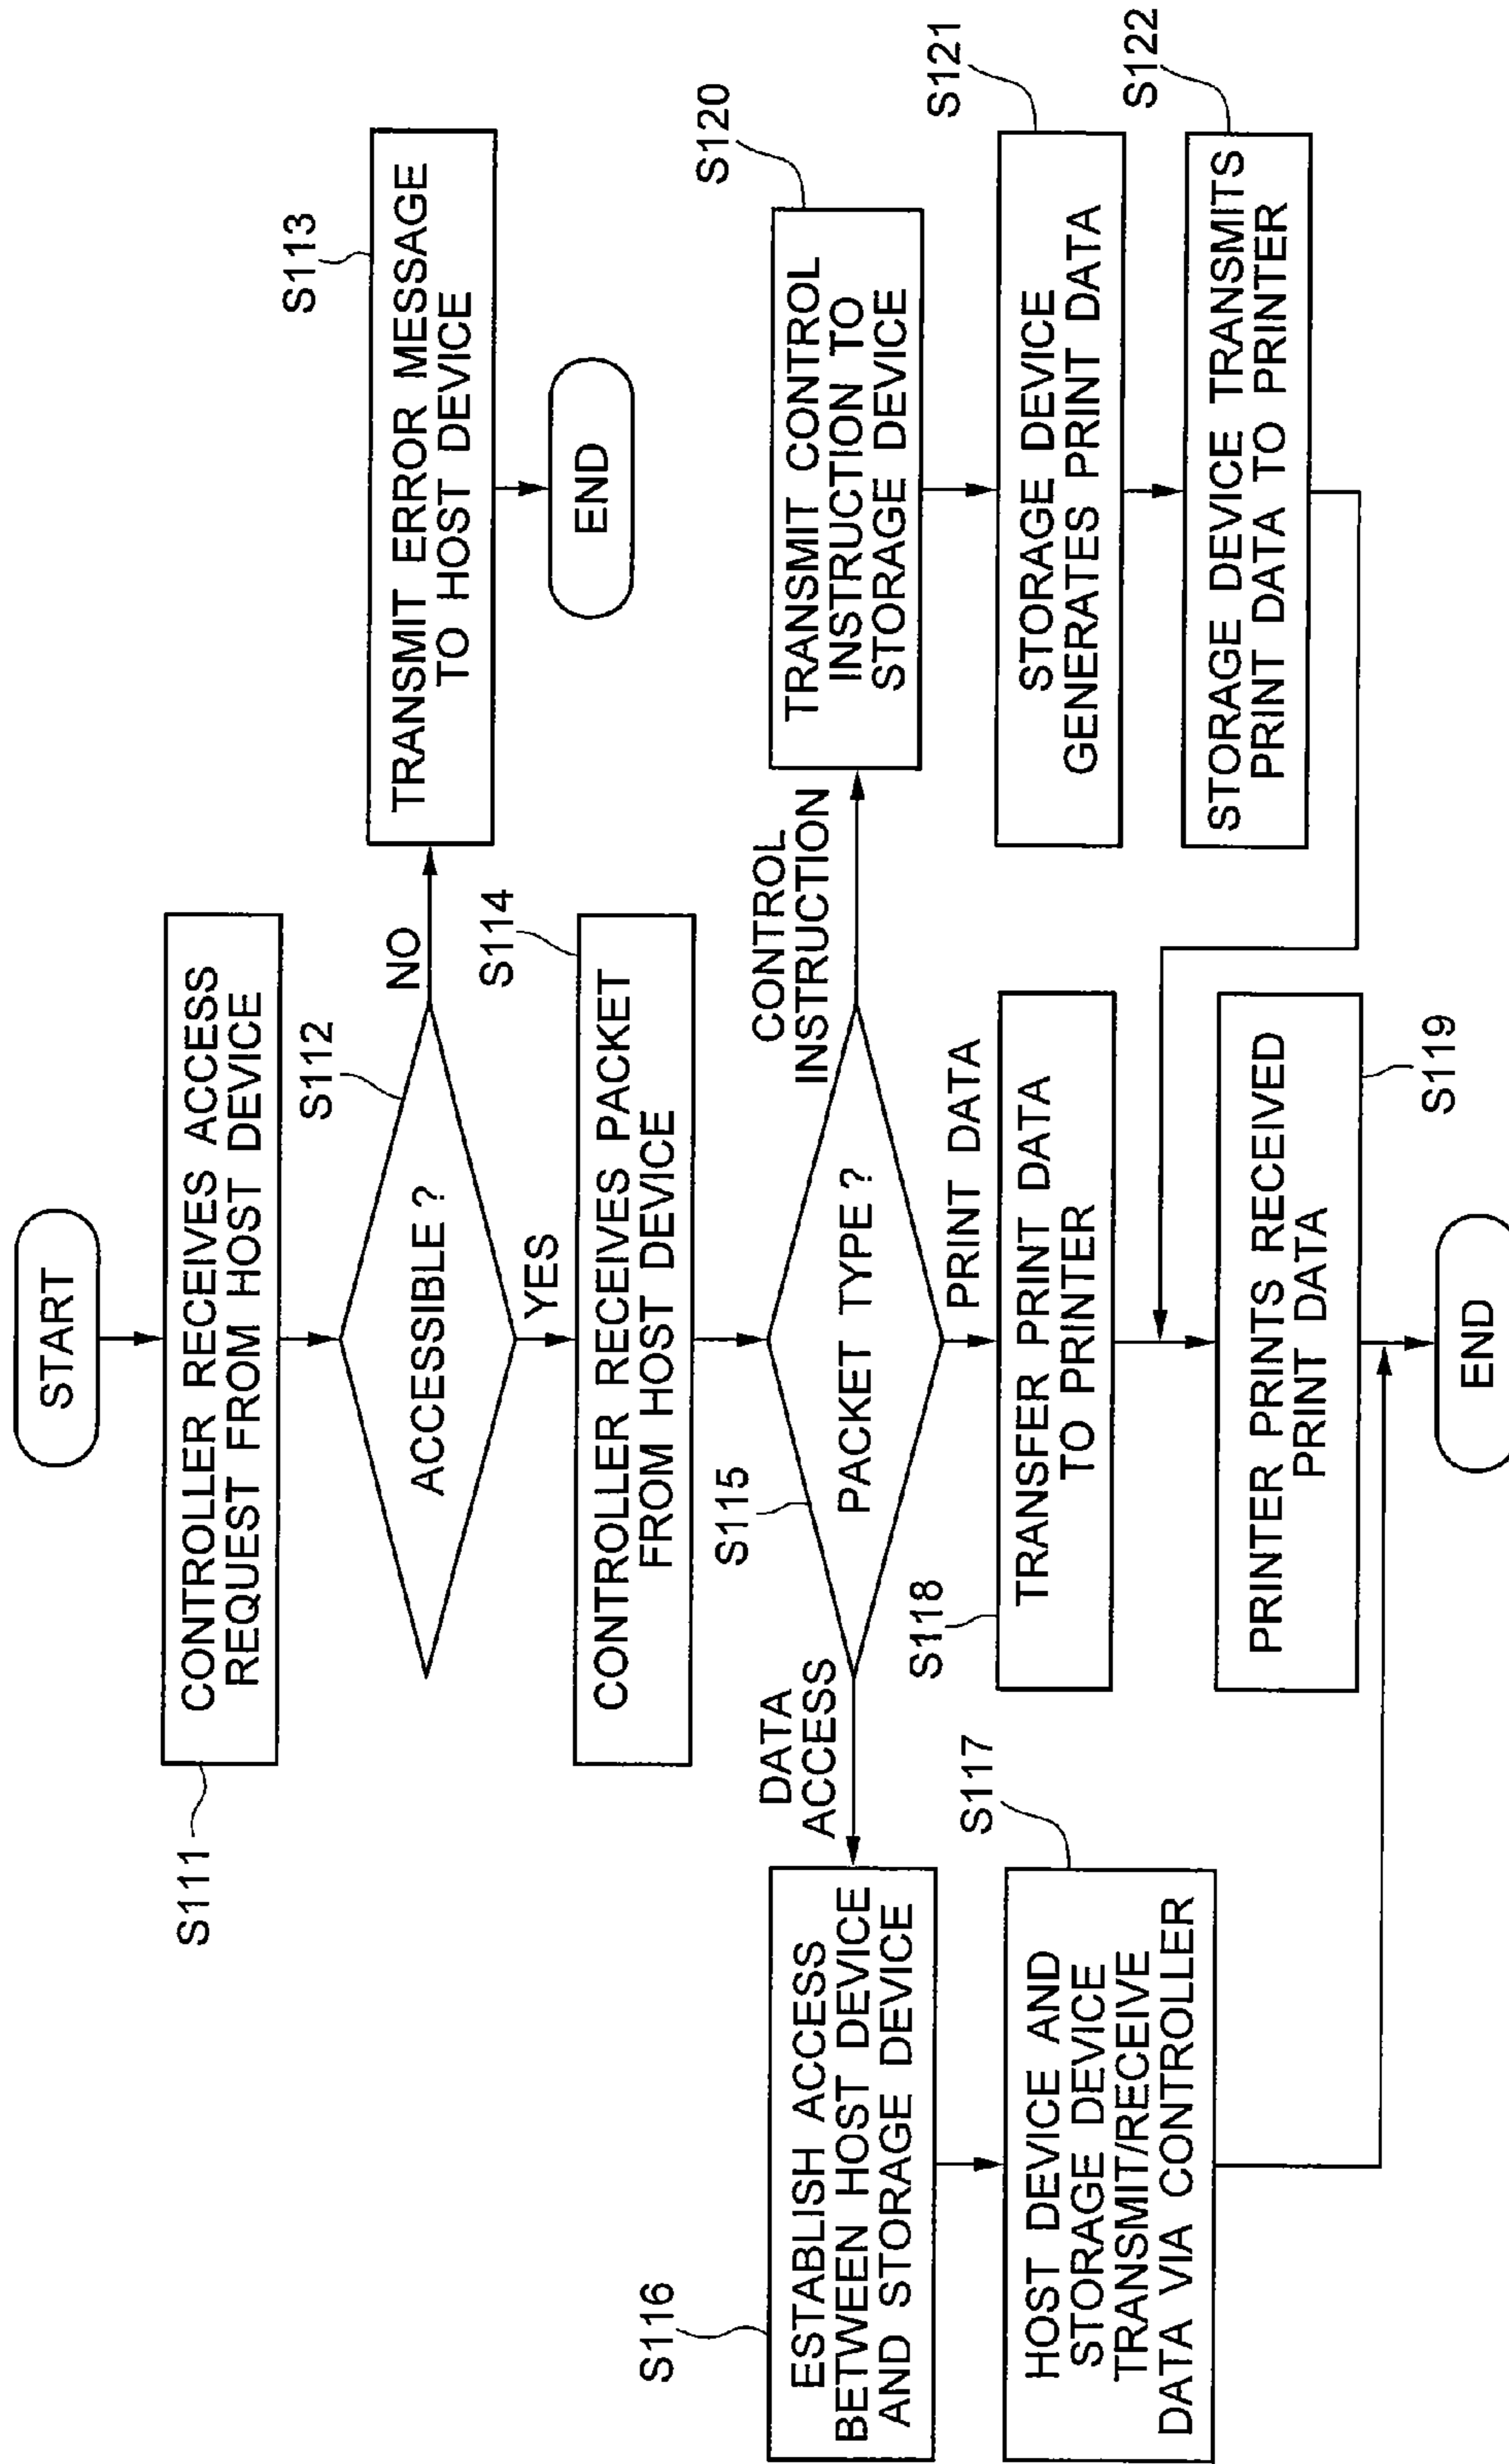 START
S111
CONTROLLER RECEIVES ACCESS
REQUEST FROM HOST DEVICE
S112
ACCESSIBLE ?
NO
S113
TRANSMIT ERROR MESSAGE
TO HOST DEVICE
END
YES
S114
CONTROLLER RECEIVES PACKET
FROM HOST DEVICE
S115
PACKET TYPE ?
DATA
ACCESS
CONTROL
INSTRUCTION
PRINT DATA
S116
ESTABLISH ACCESS
BETWEEN HOST DEVICE
AND STORAGE DEVICE
S117
HOST DEVICE AND
STORAGE DEVICE
TRANSMIT/RECEIVE
DATA VIA CONTROLLER
S118
TRANSFER PRINT DATA
TO PRINTER
S119
PRINTER PRINTS RECEIVED
PRINT DATA
S120
TRANSMIT CONTROL
INSTRUCTION TO
STORAGE DEVICE
S121
STORAGE DEVICE
GENERATES PRINT DATA
S122
STORAGE DEVICE TRANSMITS
PRINT DATA TO PRINTER
END